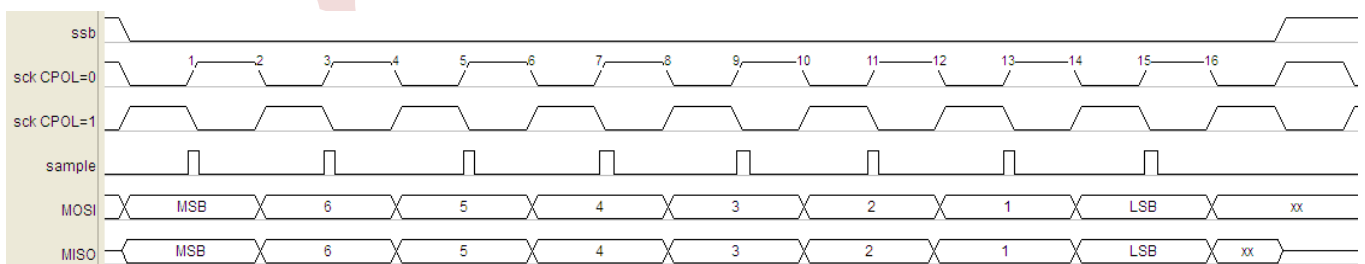 ssb
sck CPOL=0 1 2 3 4 5 6 7 8 9 10 11 12 13 14 15 16
sck CPOL=1
sample
MOSI MSB 6 5 4 3 2 1 LSB xx
MISO MSB 6 5 4 3 2 1 LSB xx